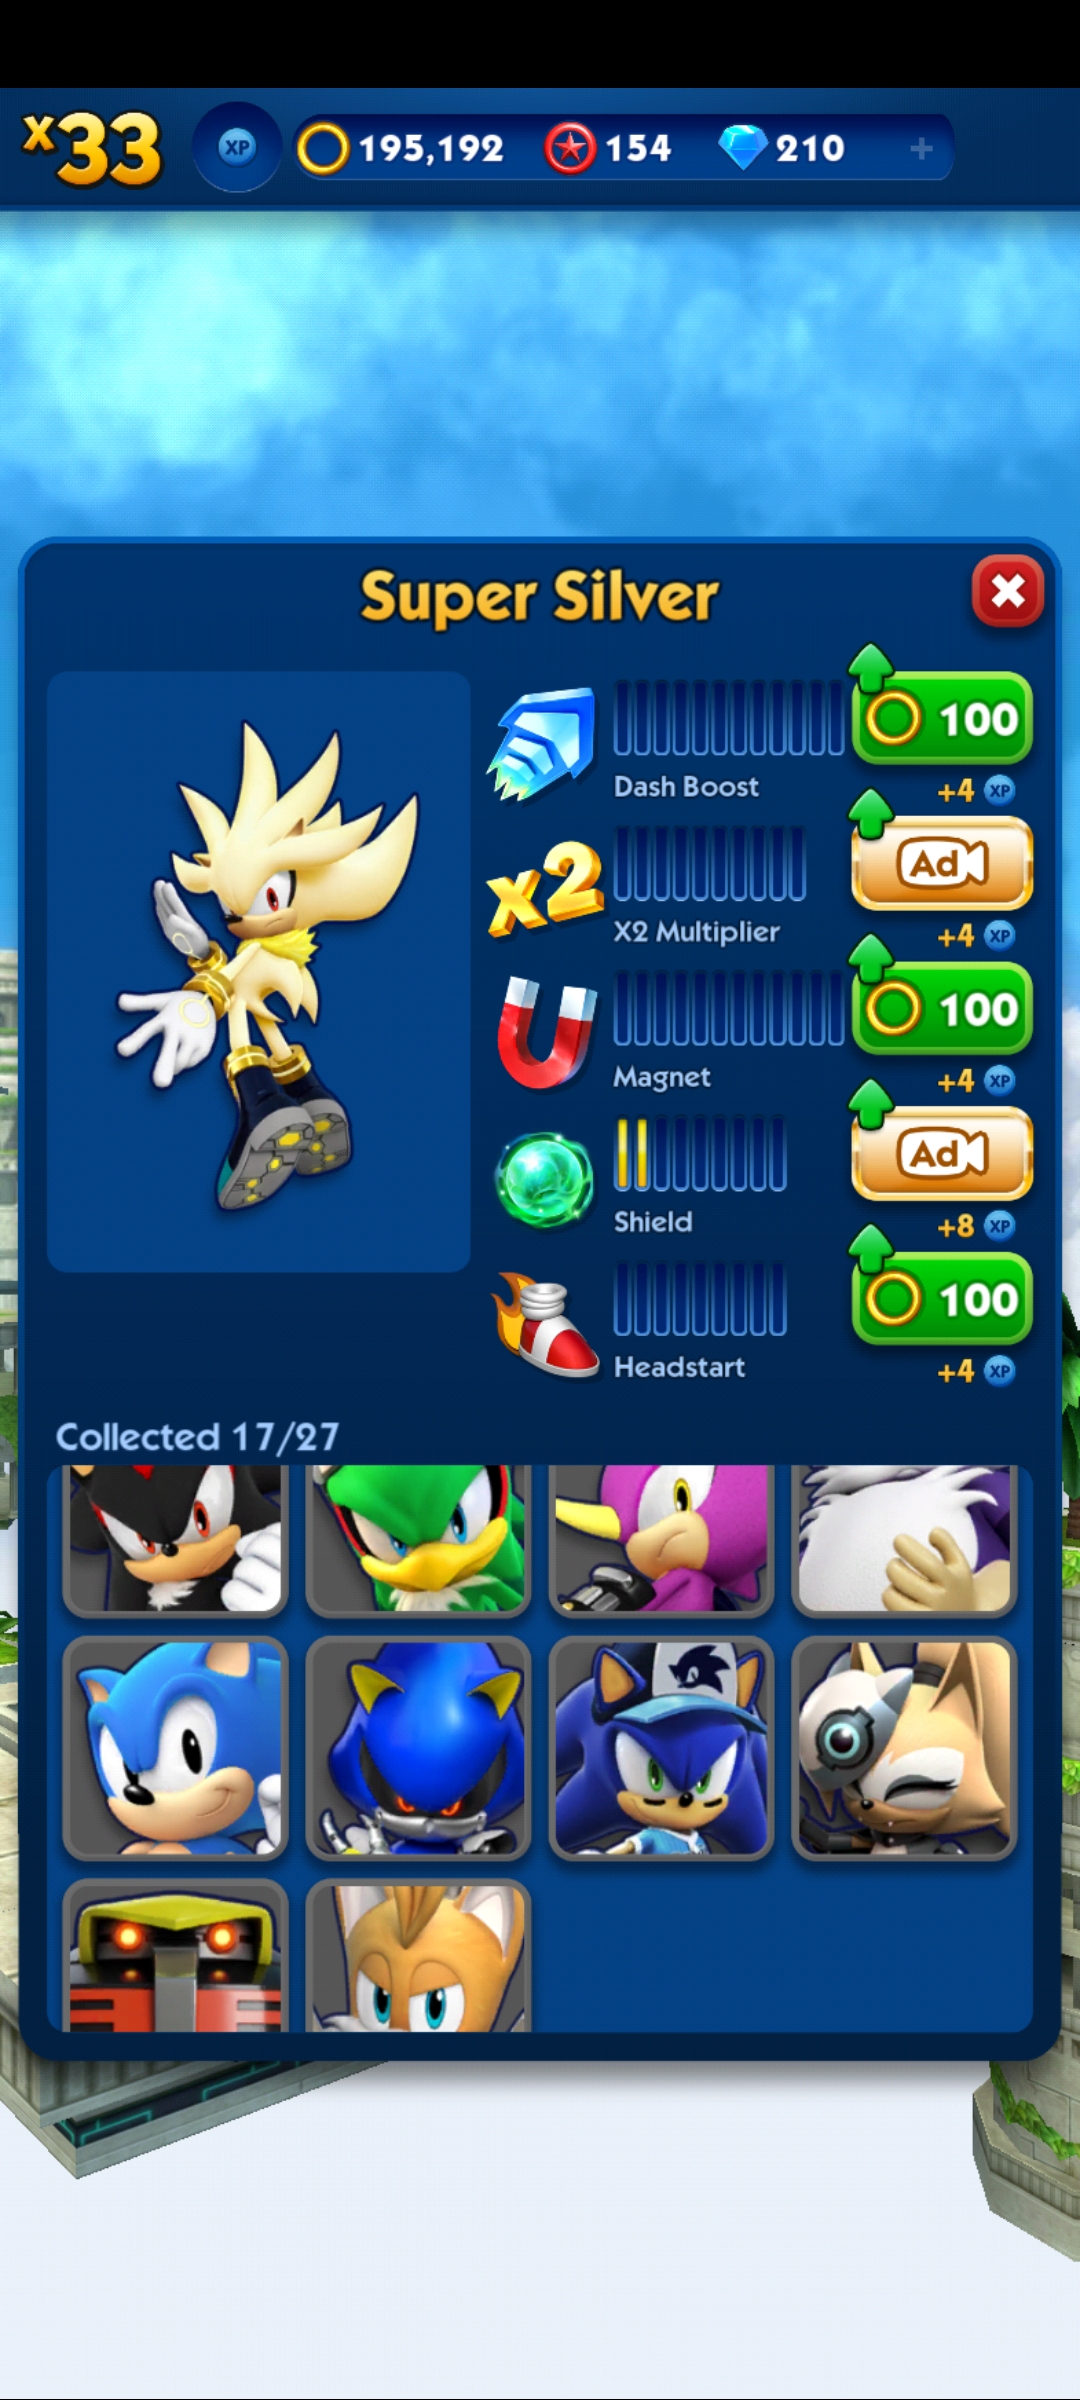 x33 XP 195,192 154 210 +
Super Silver
100
Dash Boost
+4 XP
x2
Ad
X2 Multiplier
+4 XP
100
Magnet
+4 XP
Ad
Shield
+8 XP
100
Headstart
+4 XP
Collected 17/27